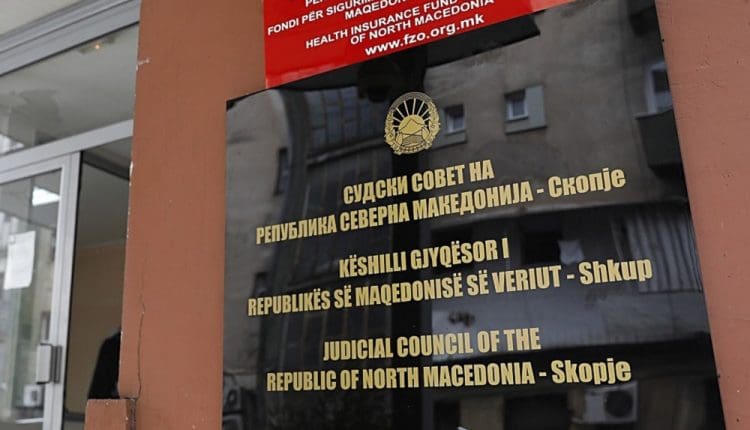 FONDI PËR SIGURIM
MAQEDONI
HEALTH INSURANCE FUND
OF NORTH MACEDONIA
www.fzo.org.mk
СУДСКИ СОВЕТ НА
РЕПУБЛИКА СЕВЕРНА МАКЕДОНИЈА - Скопје
KËSHILLI GJYQËSOR I
REPUBLIKËS SË MAQEDONISË SË VERIUT - Shkup
JUDICIAL COUNCIL OF THE
REPUBLIC OF NORTH MACEDONIA - Skopje